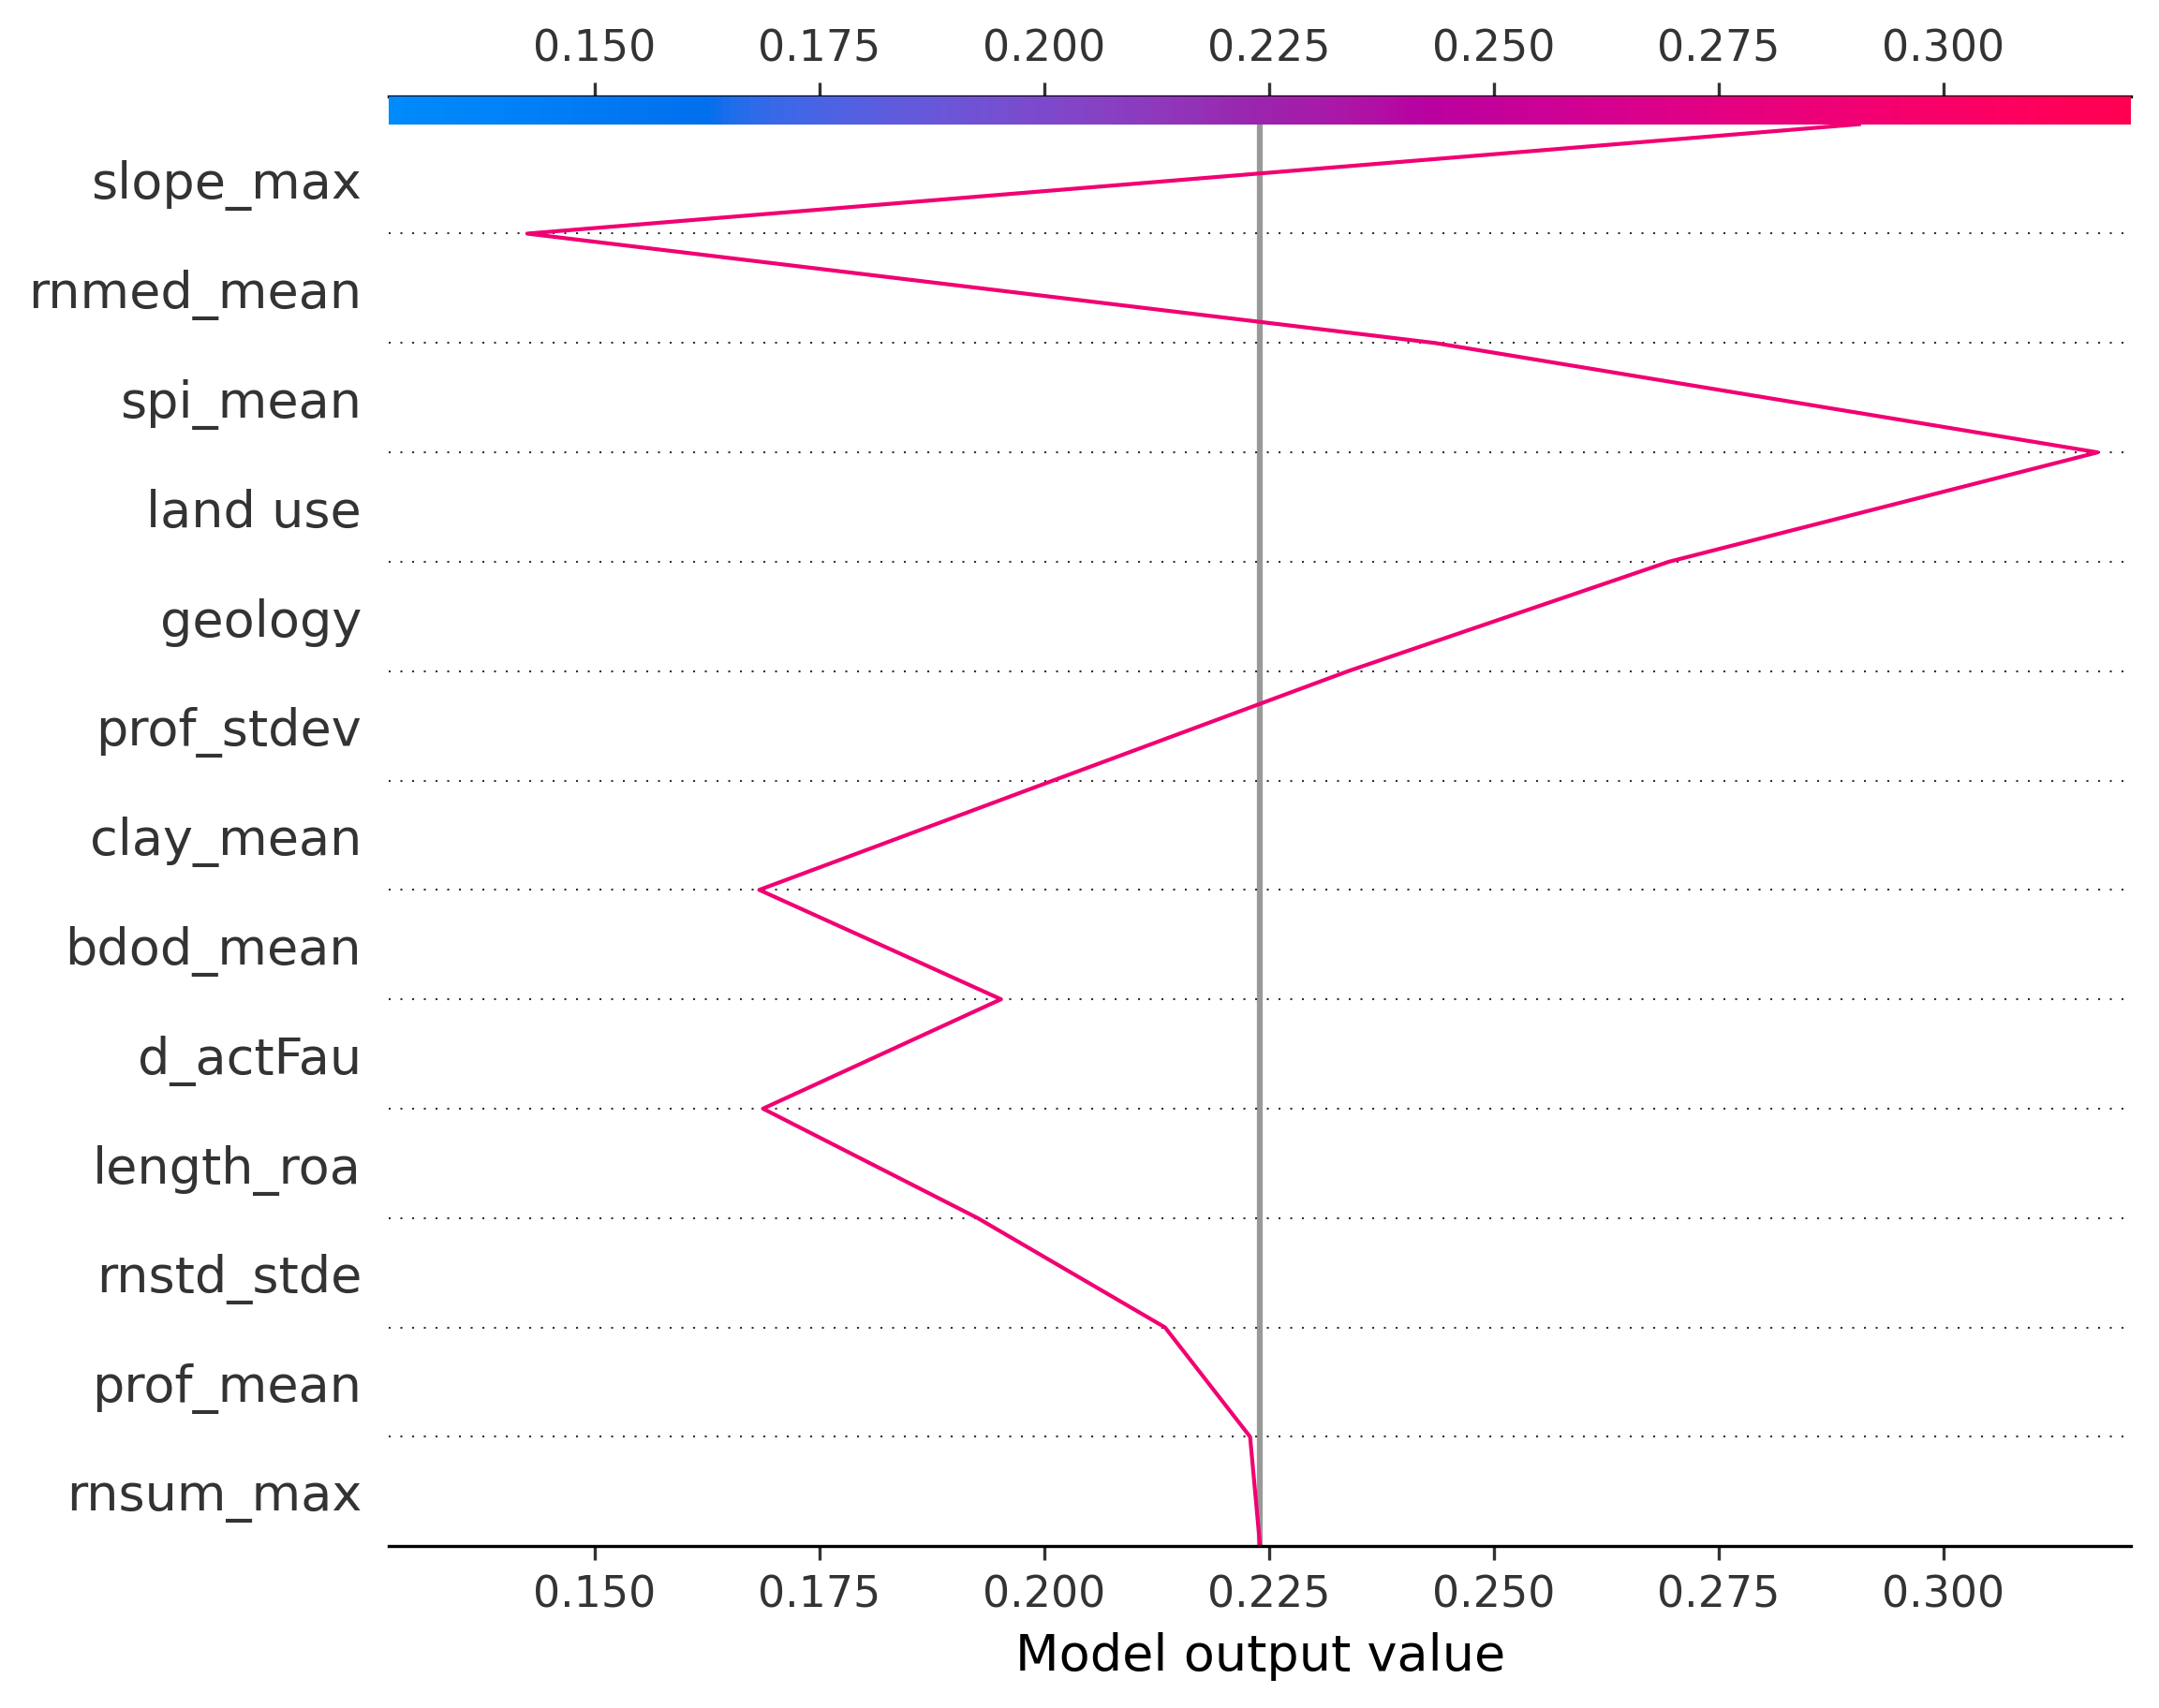 0.150 0.175 0.200 0.225 0.250 0.275 0.300
slope_max
rnmed_mean
spi_mean
land use
geology
prof_stdev
clay_mean
bdod_mean
d_actFau
length_roa
rnstd_stde
prof_mean
rnsum_max
0.150 0.175 0.200 0.225 0.250 0.275 0.300
Model output value